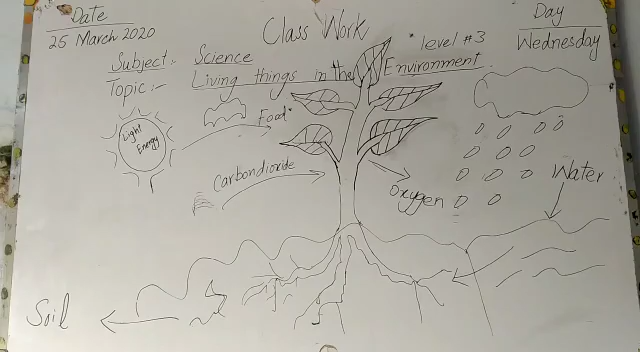 Date
25 March 2020
Class Work
Day
Wednesday
level #3
Subject:- Science
Topic:- Living things in the Environment.
Light Energy
Food
Carbondioxide
Oxygen
Water
Soil